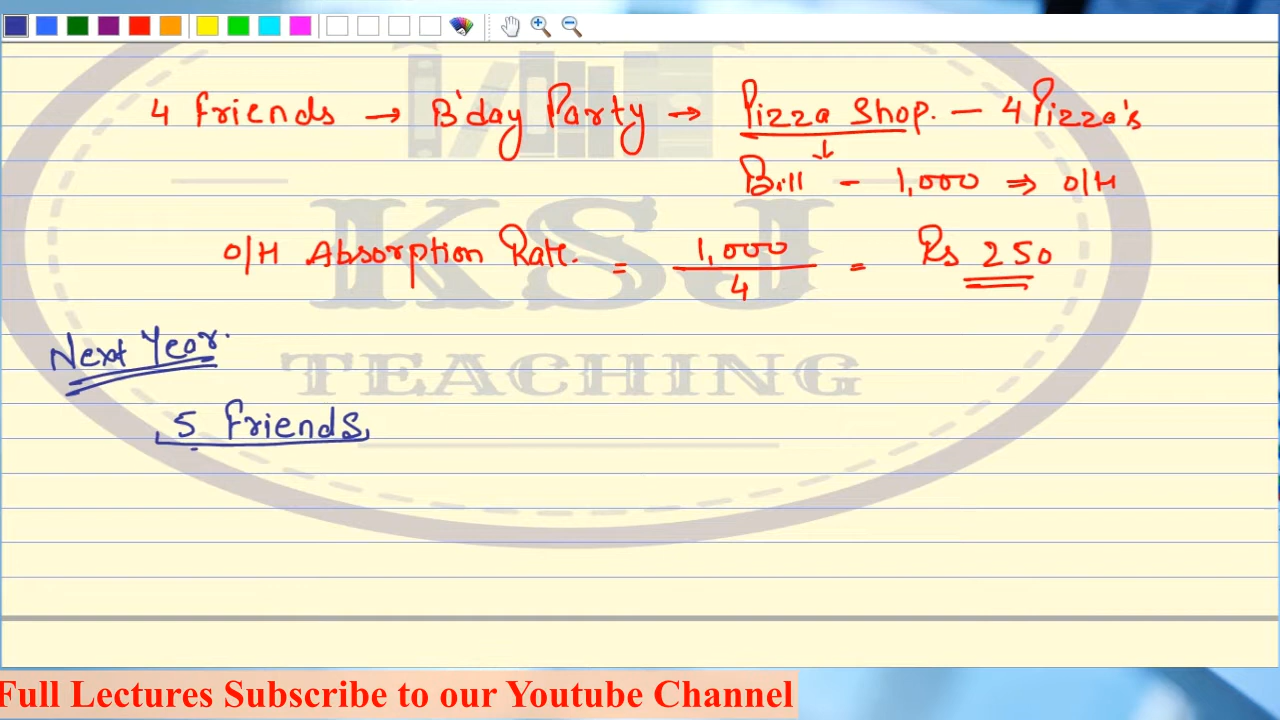 4 Friends → B'day Party → Pizza Shop. – 4 Pizza's
↓
Bill – 1,000 ⇒ O/H
O/H Absorption Rate. = 1,000 / 4 = Rs 250
KSJ
Next Year.
TEACHING
5 Friends
Full Lectures Subscribe to our Youtube Channel